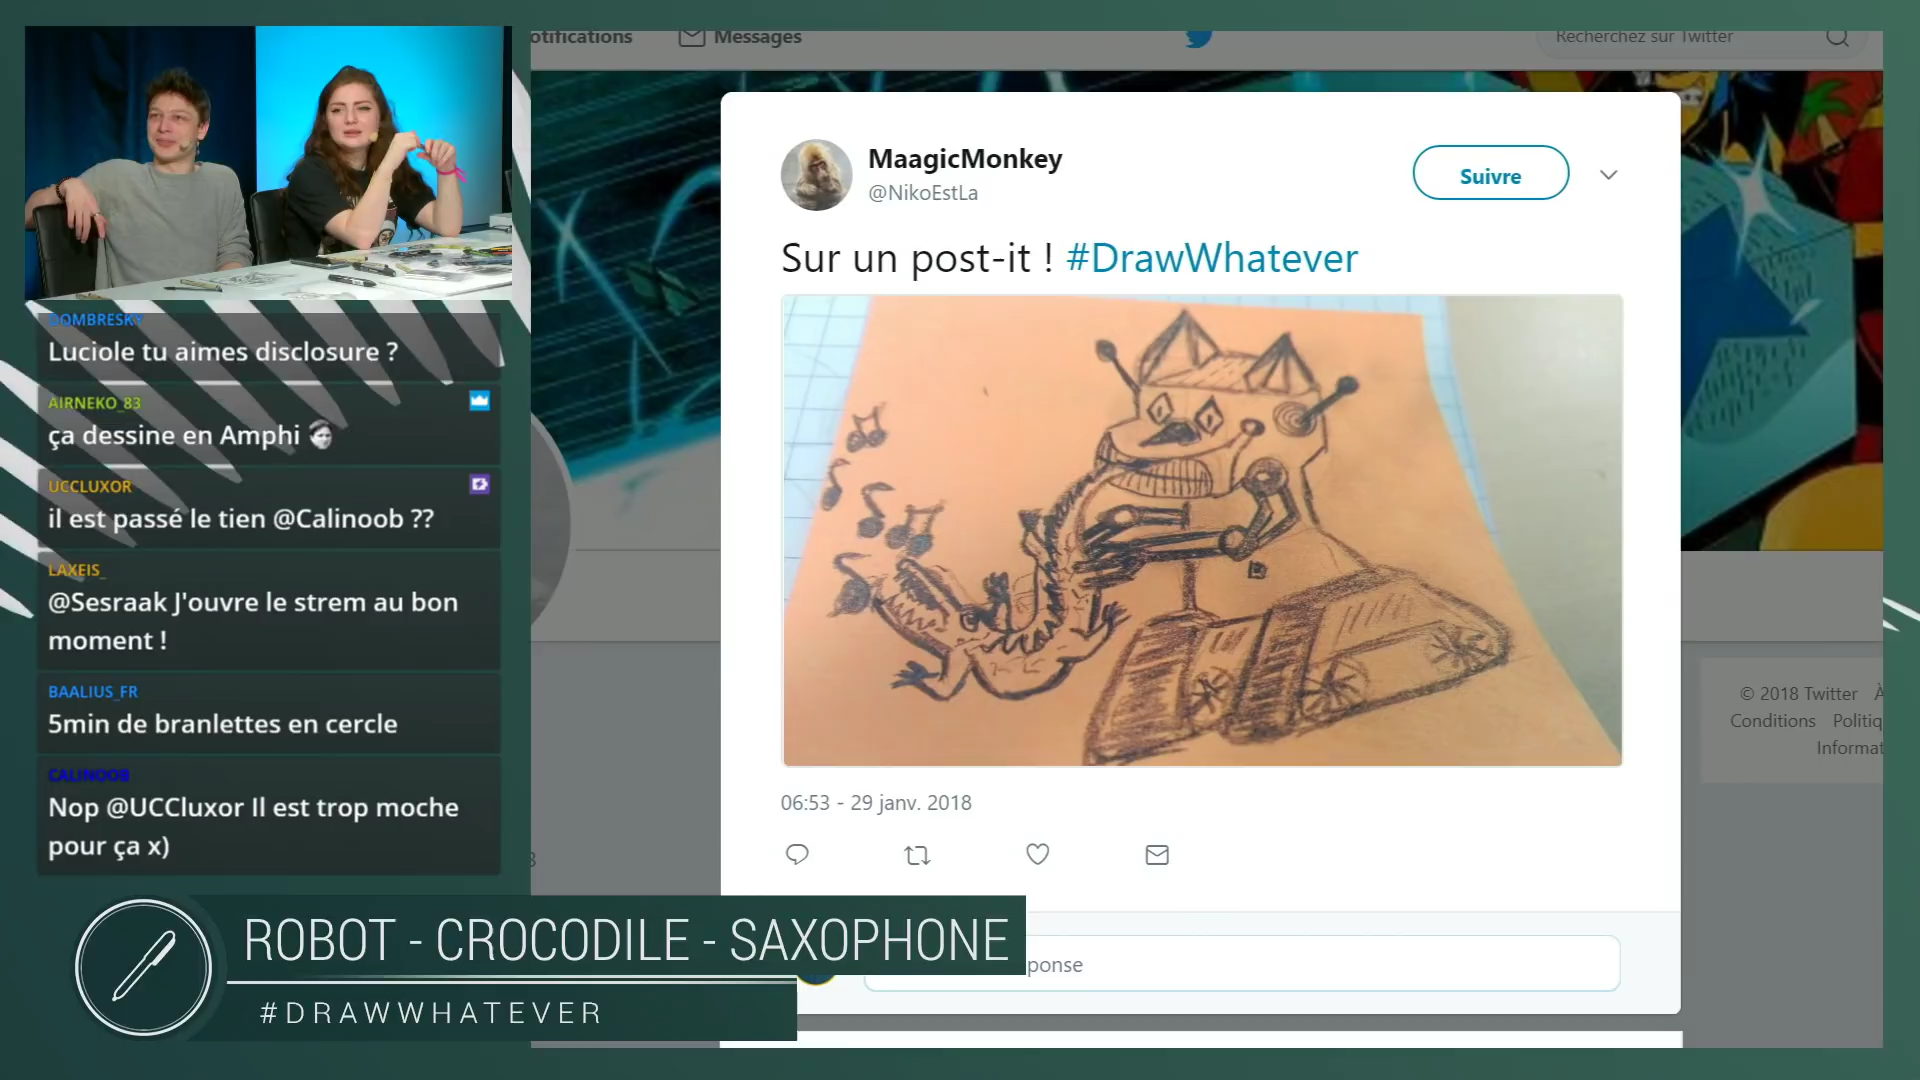 otifications
Messages
Recherchez sur Twitter
MaagicMonkey
@NikoEstLa
Suivre
Sur un post-it ! #DrawWhatever
06:53 - 29 janv. 2018
ponse
© 2018 Twitter À
Conditions Politiq
Informat
DOMBRESKY
Luciole tu aimes disclosure ?
AIRNEKO_83
ça dessine en Amphi
UCCLUXOR
il est passé le tien @Calinoob ??
LAXEIS_
@Sesraak J'ouvre le strem au bon
moment !
BAALIUS_FR
5min de branlettes en cercle
CALINOOB
Nop @UCCluxor Il est trop moche
pour ça x)
ROBOT - CROCODILE - SAXOPHONE
#DRAWWHATEVER